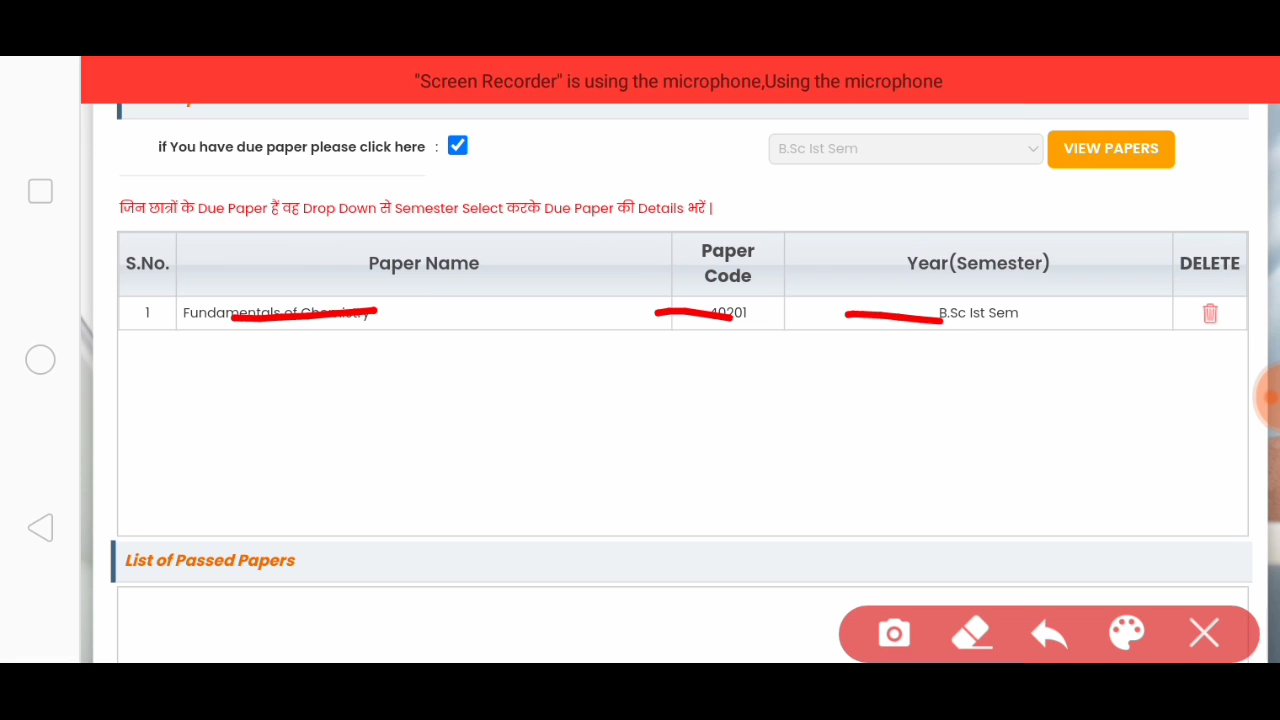 "Screen Recorder" is using the microphone,Using the microphone
if You have due paper please click here :
B.Sc Ist Sem
VIEW PAPERS
जिन छात्रों के Due Paper हैं वह Drop Down से Semester Select करके Due Paper की Details भरें |
S.No. Paper Name Paper Code Year(Semester) DELETE
1 Fundamentals of Chemistry 40201 B.Sc Ist Sem
List of Passed Papers